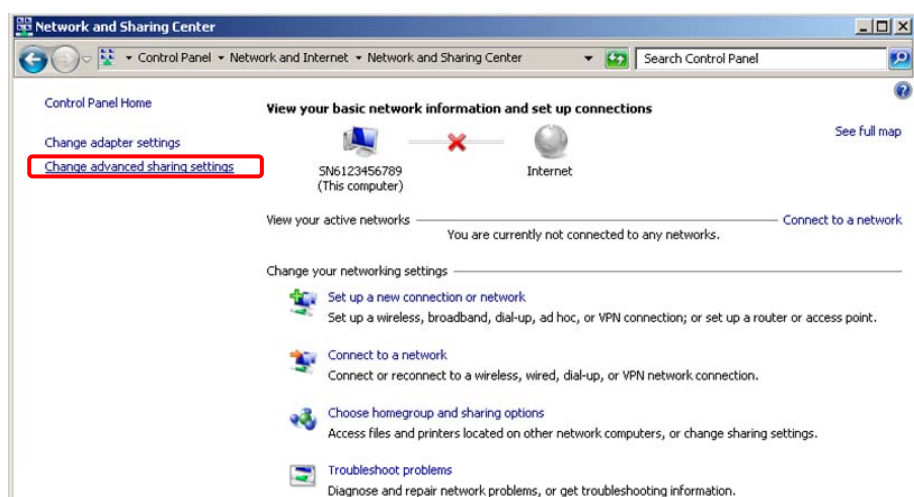 Network and Sharing Center
Control Panel Network and Internet Network and Sharing Center Search Control Panel
Control Panel Home
Change adapter settings
Change advanced sharing settings
View your basic network information and set up connections
See full map
SN6123456789
(This computer)
Internet
View your active networks
Connect to a network
You are currently not connected to any networks.
Change your networking settings
Set up a new connection or network
Set up a wireless, broadband, dial-up, ad hoc, or VPN connection; or set up a router or access point.
Connect to a network
Connect or reconnect to a wireless, wired, dial-up, or VPN network connection.
Choose homegroup and sharing options
Access files and printers located on other network computers, or change sharing settings.
Troubleshoot problems
Diagnose and repair network problems, or get troubleshooting information.